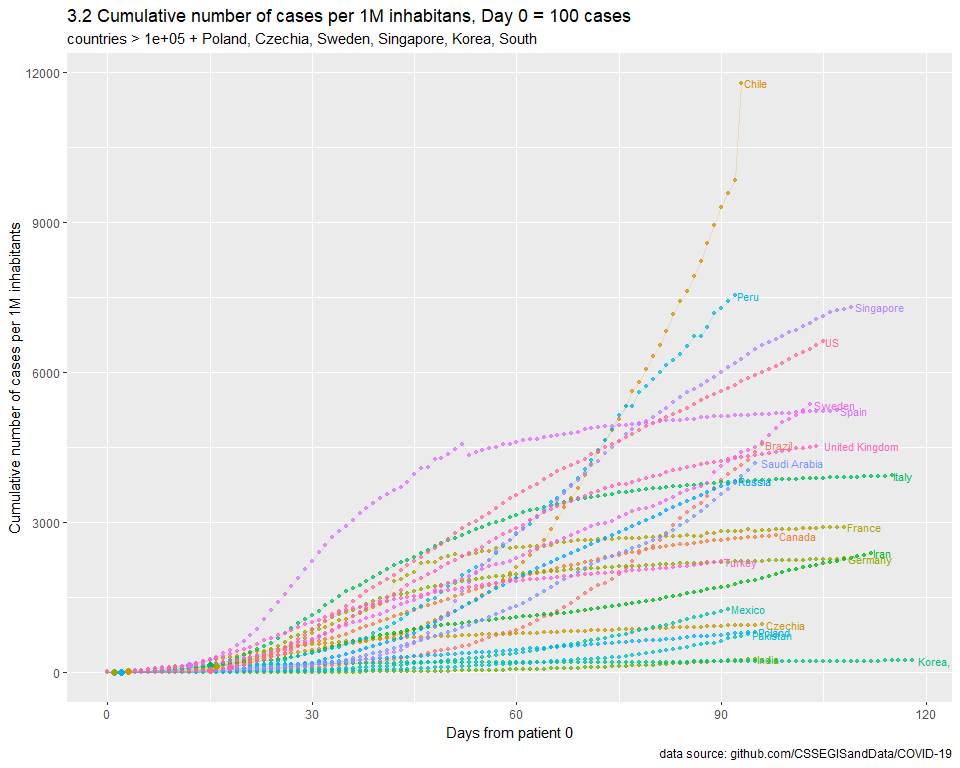 3.2 Cumulative number of cases per 1M inhabitans, Day 0 = 100 cases
countries > 1e+05 + Poland, Czechia, Sweden, Singapore, Korea, South
Cumulative number of cases per 1M inhabitants
12000
9000
6000
3000
0
Chile
Peru
Singapore
US
Sweden
Spain
Brazil
United Kingdom
Saudi Arabia
Italy
Russia
France
Canada
Iran
Germany
Turkey
Mexico
Czechia
Poland
Pakistan
India
Korea,
0
30
60
90
120
Days from patient 0
data source: github.com/CSSEGISandData/COVID-19